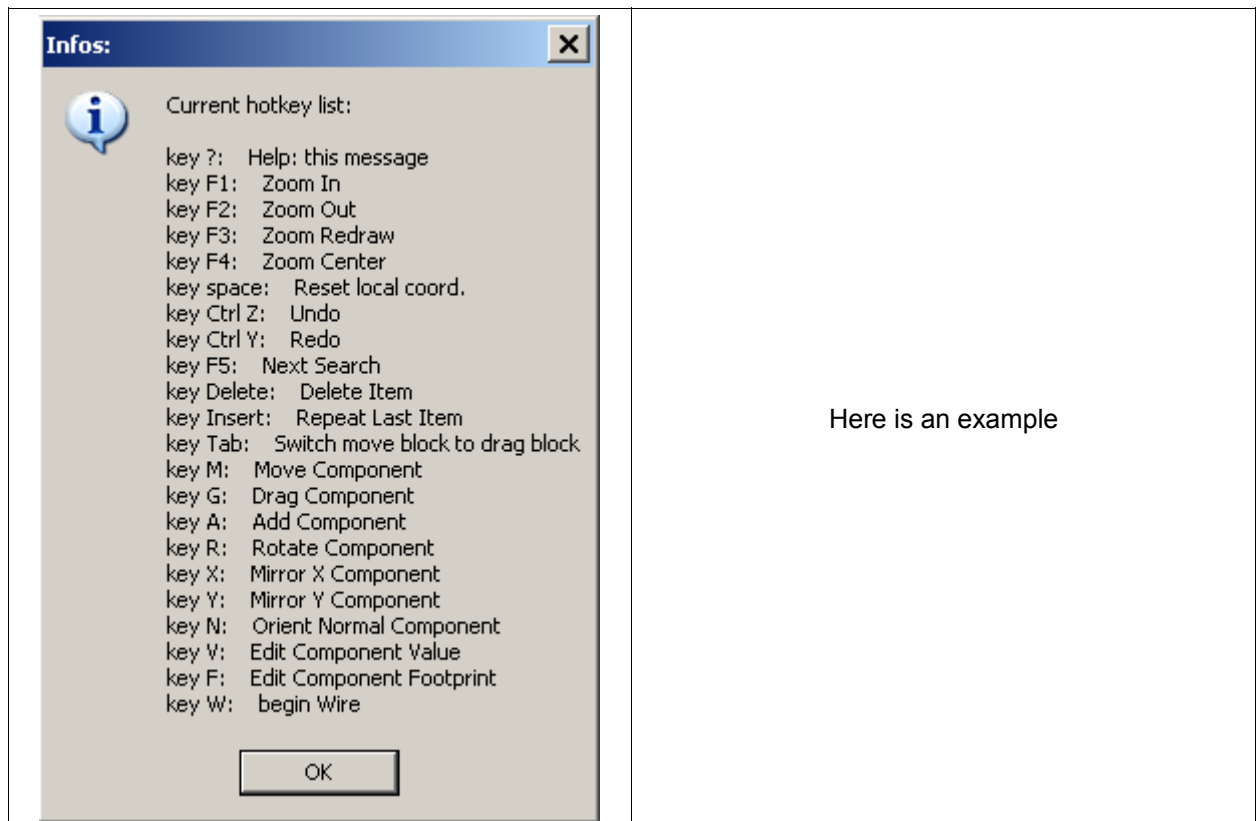 Infos:
Current hotkey list:
key ?: Help: this message
key F1: Zoom In
key F2: Zoom Out
key F3: Zoom Redraw
key F4: Zoom Center
key space: Reset local coord.
key Ctrl Z: Undo
key Ctrl Y: Redo
key F5: Next Search
key Delete: Delete Item
key Insert: Repeat Last Item
key Tab: Switch move block to drag block
key M: Move Component
key G: Drag Component
key A: Add Component
key R: Rotate Component
key X: Mirror X Component
key Y: Mirror Y Component
key N: Orient Normal Component
key V: Edit Component Value
key F: Edit Component Footprint
key W: begin Wire
OK
Here is an example